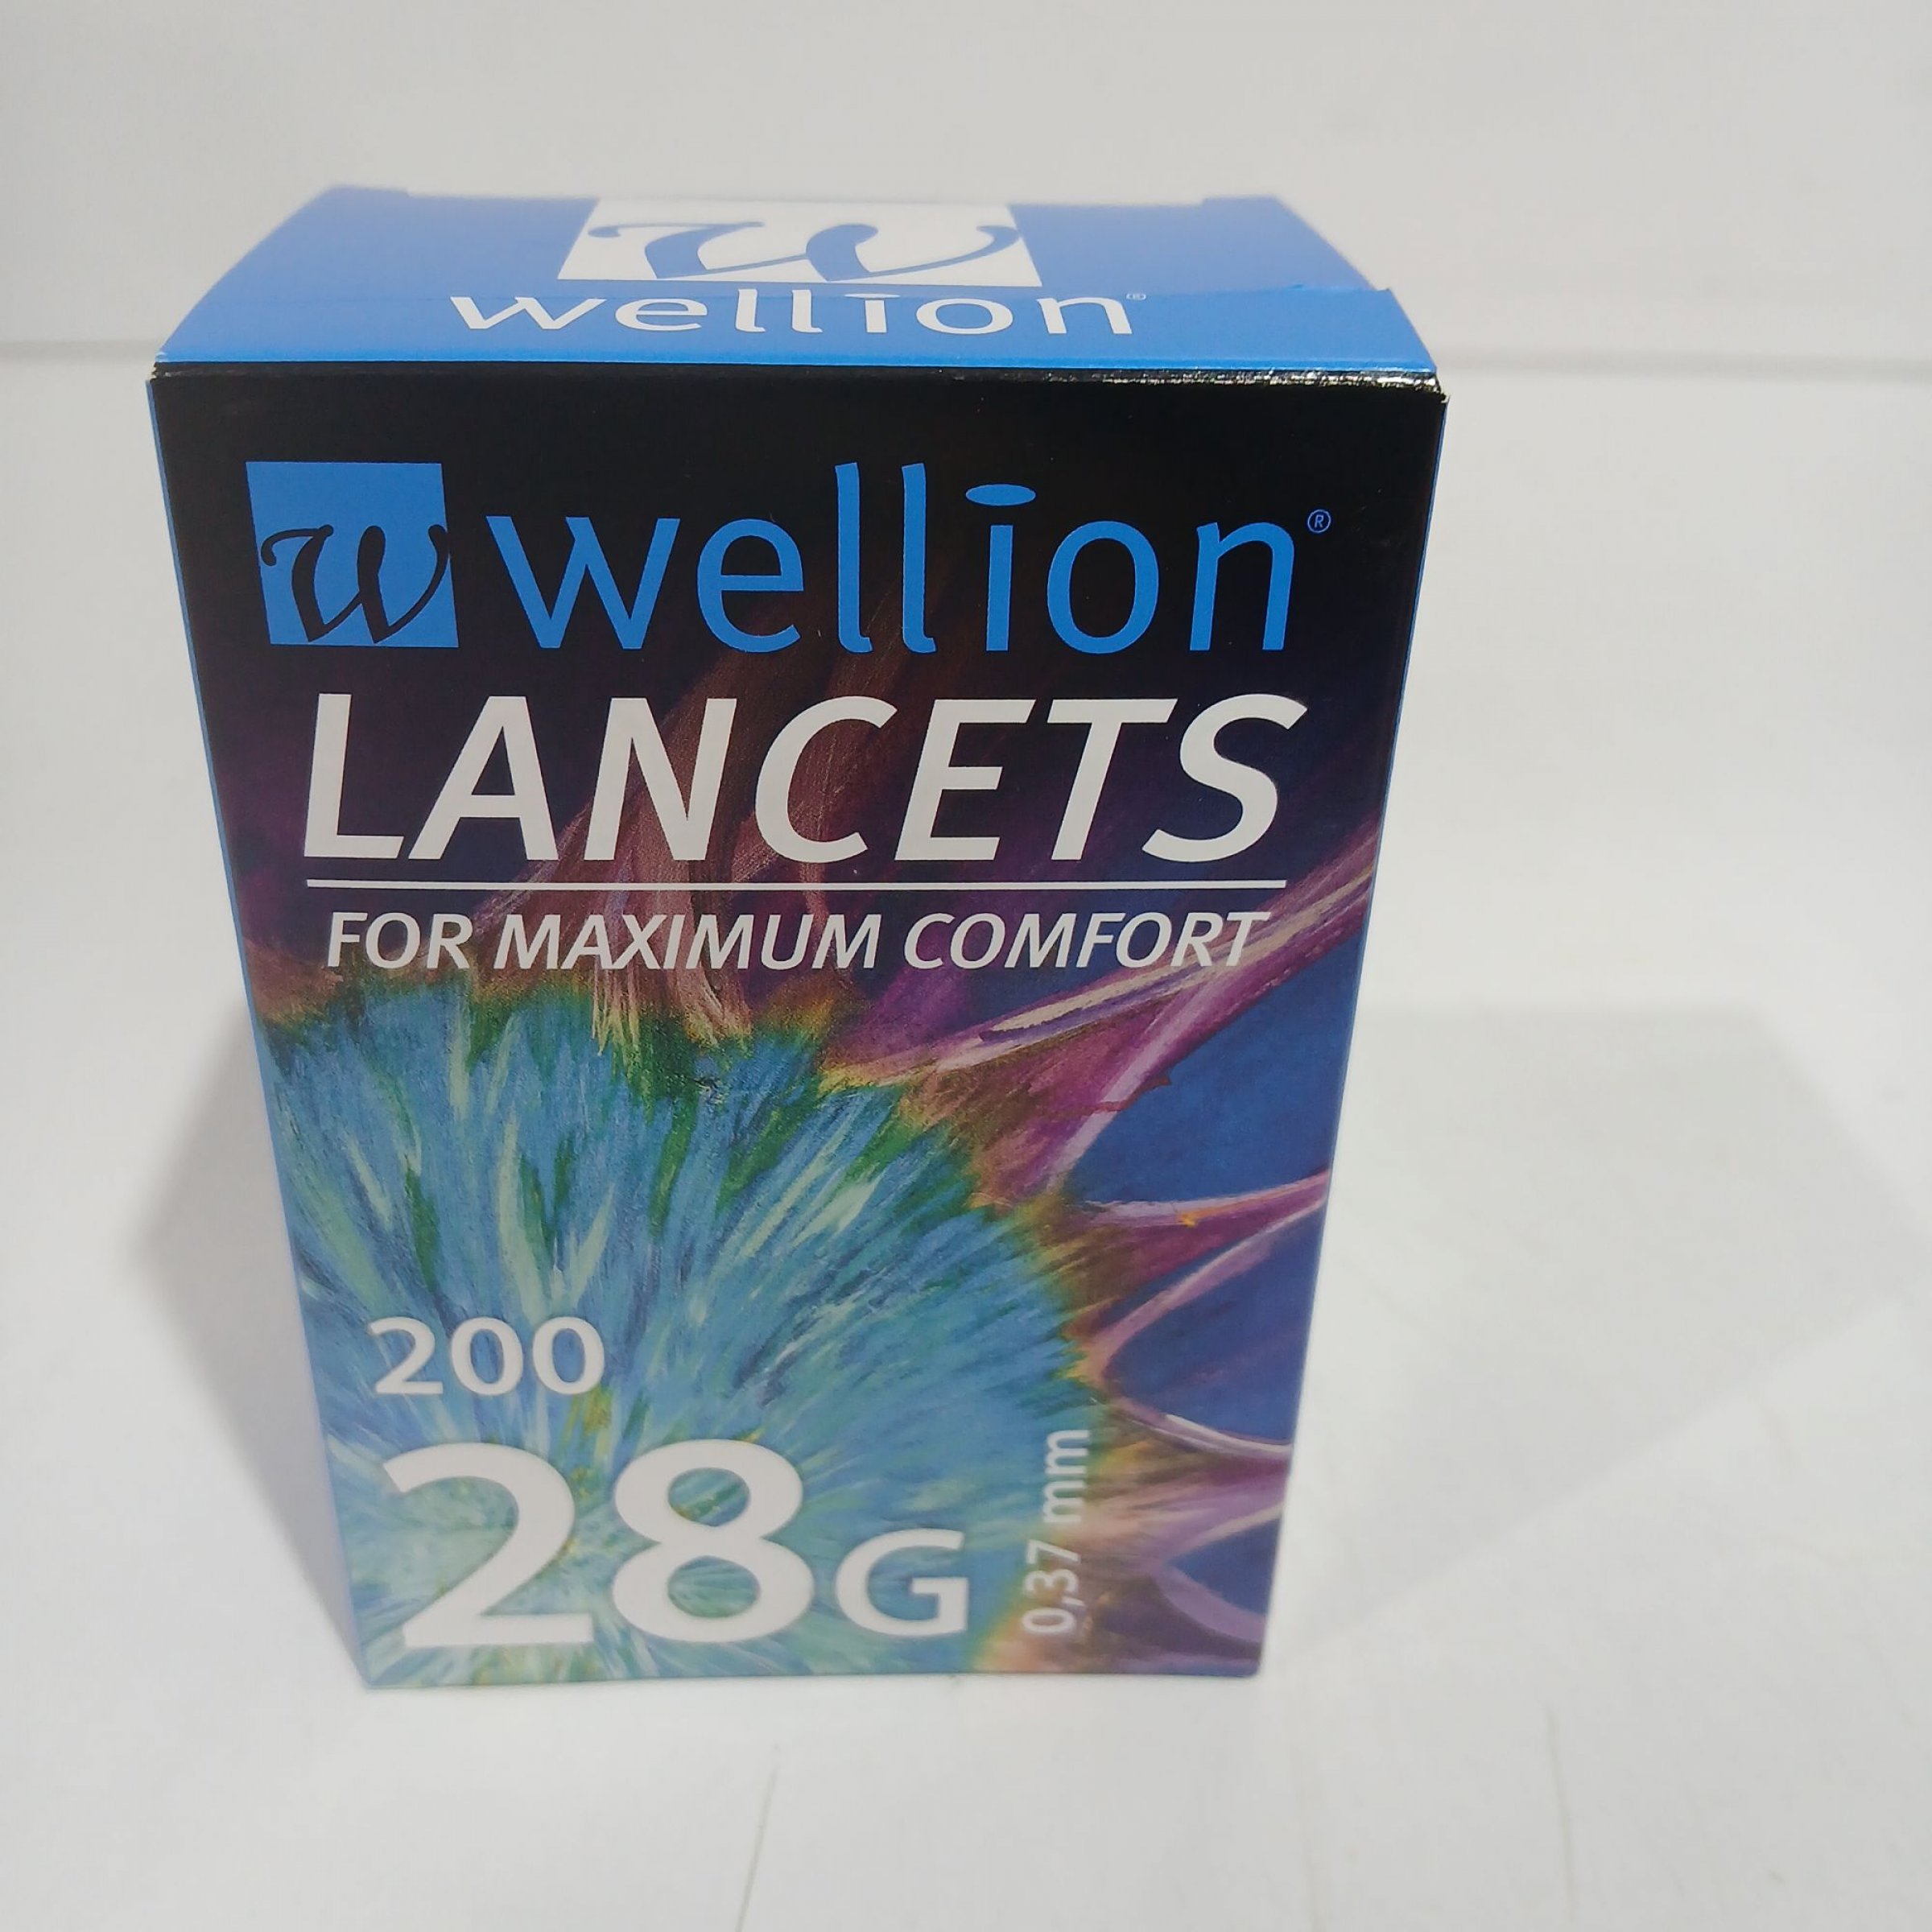 w
wellion®
w wellion®
LANCETS
FOR MAXIMUM COMFORT
200
28G
0,37 mm